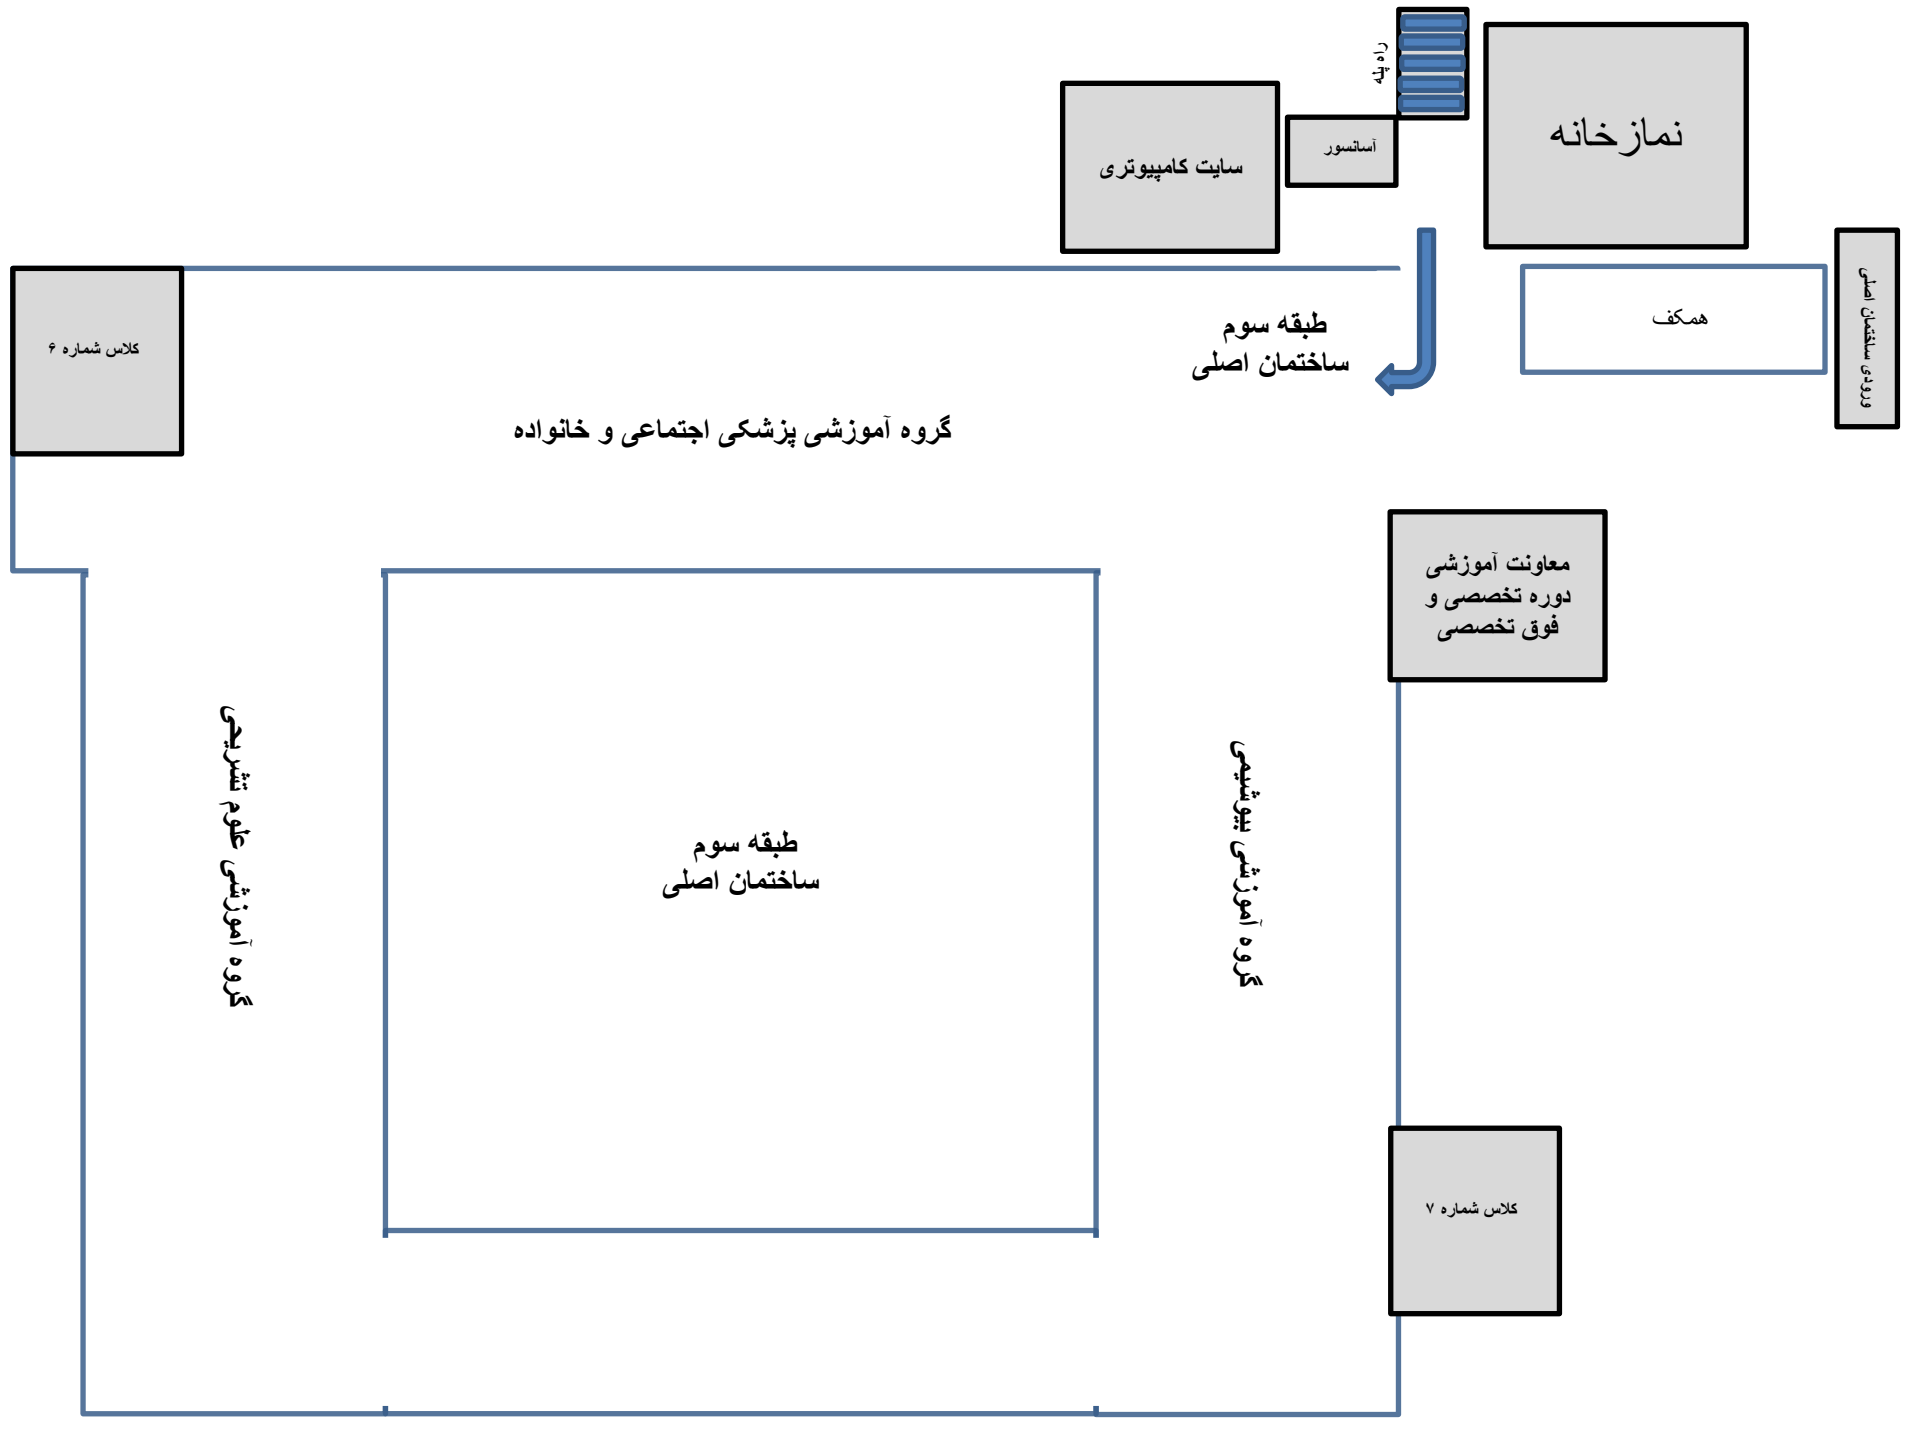 راه پله
نمازخانه
آسانسور
سایت کامپیوتری
ورودی ساختمان اصلی
همکف
طبقه سوم
ساختمان اصلی
کلاس شماره ۶
گروه آموزشی پزشکی اجتماعی و خانواده
معاونت آموزشی
دوره تخصصی و
فوق تخصصی
گروه آموزشی بیوشیمی
طبقه سوم
ساختمان اصلی
گروه آموزشی علوم تشریحی
کلاس شماره ۷